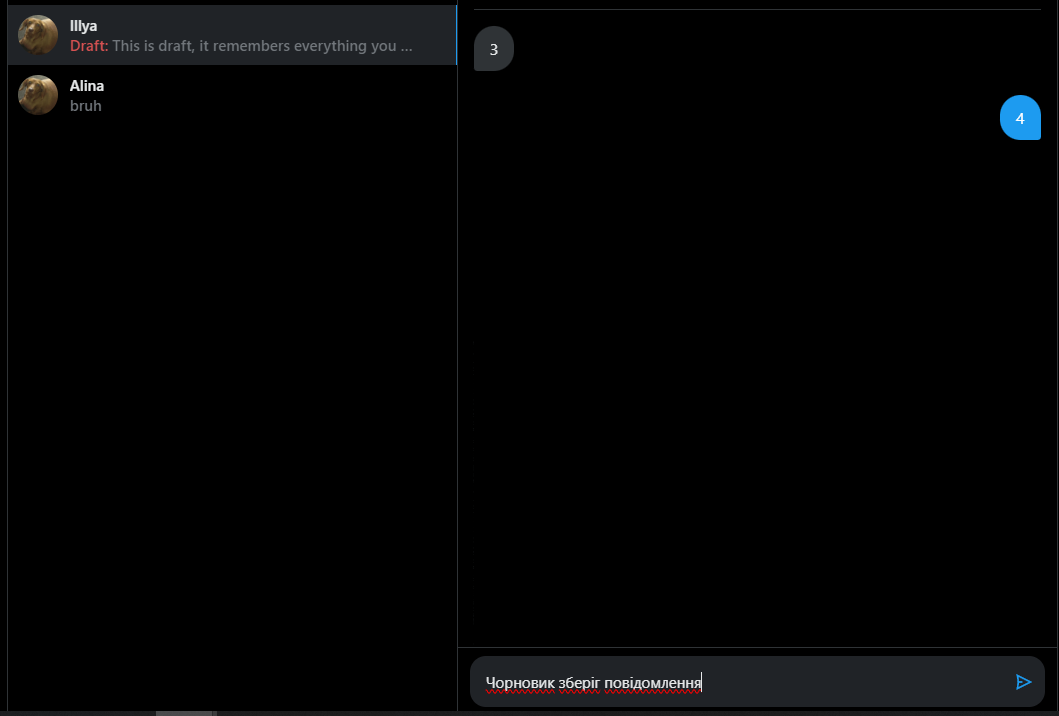 Illya
Draft: This is draft, it remembers everything you ...
Alina
bruh
3
4
Чорновик зберіг повідомлення